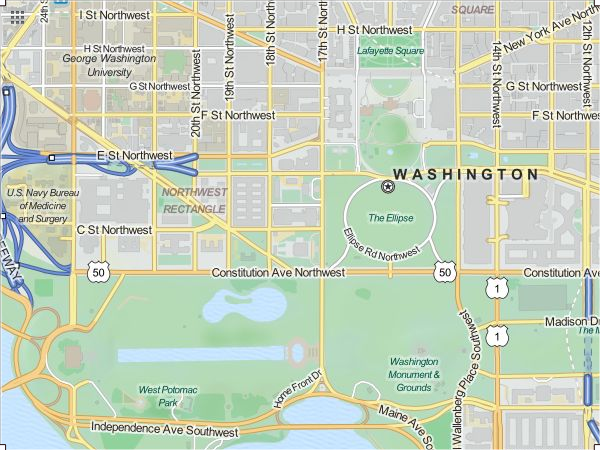 24th St
I St Northwest
SQUARE
H St Northwest
H St Northwest
New York Ave Northwest
Lafayette Square
George Washington
University
G St Northwest
G St Northwest
20th St Northwest
19th St Northwest
18th St Northwest
17th St Northwest
14th St Northwest
12th St Northwest
F St Northwest
F St Northwest
E St Northwest
WASHINGTON
U.S. Navy Bureau
of Medicine
and Surgery
NORTHWEST
RECTANGLE
The Ellipse
Ellipse Rd Northwest
C St Northwest
50
Constitution Ave Northwest
50
Constitution Ave
1
Madison Dr
1
Washington
Monument &
Grounds
West Potomac
Park
Home Front Dr
Independence Ave Southwest
Maine Ave So
Wallenberg Place Southwest